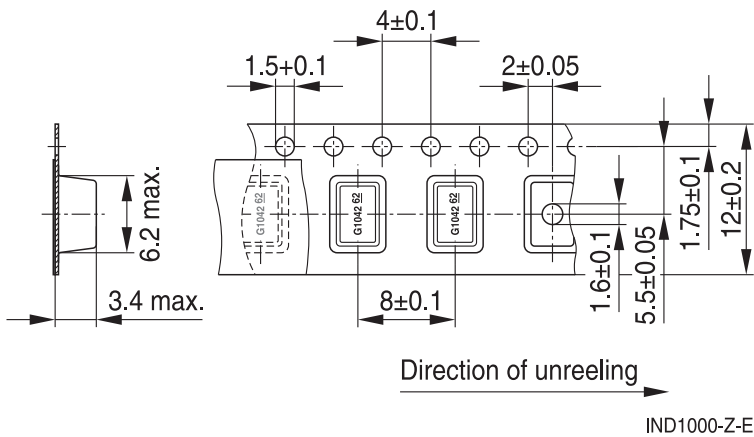 4±0.1
1.5+0.1
2±0.05
6.2 max.
3.4 max.
G1042 62
G1042 62
G1042 62
8±0.1
1.6±0.1
5.5±0.05
1.75±0.1
12±0.2
Direction of unreeling
IND1000-Z-E